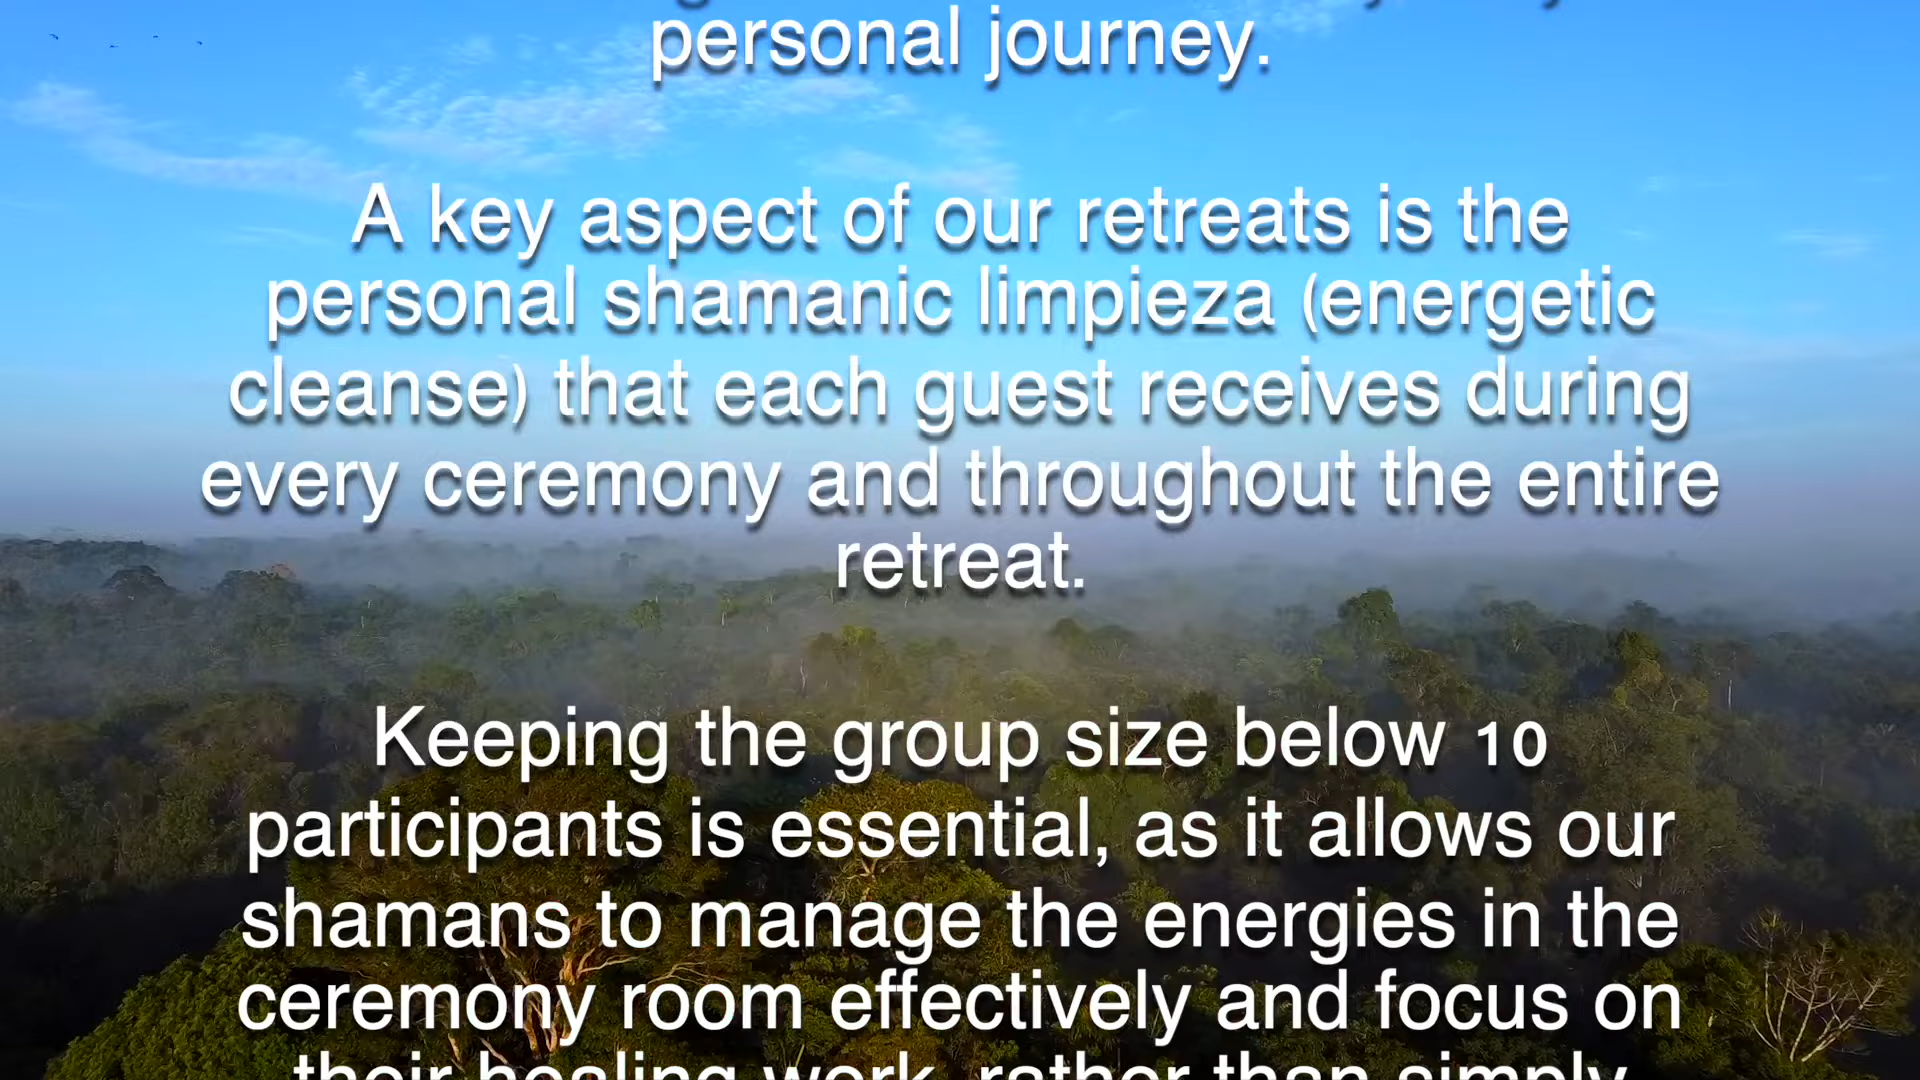 personal journey.
A key aspect of our retreats is the
personal shamanic limpieza (energetic
cleanse) that each guest receives during
every ceremony and throughout the entire
retreat.
Keeping the group size below 10
participants is essential, as it allows our
shamans to manage the energies in the
ceremony room effectively and focus on
their healing work, rather than simply